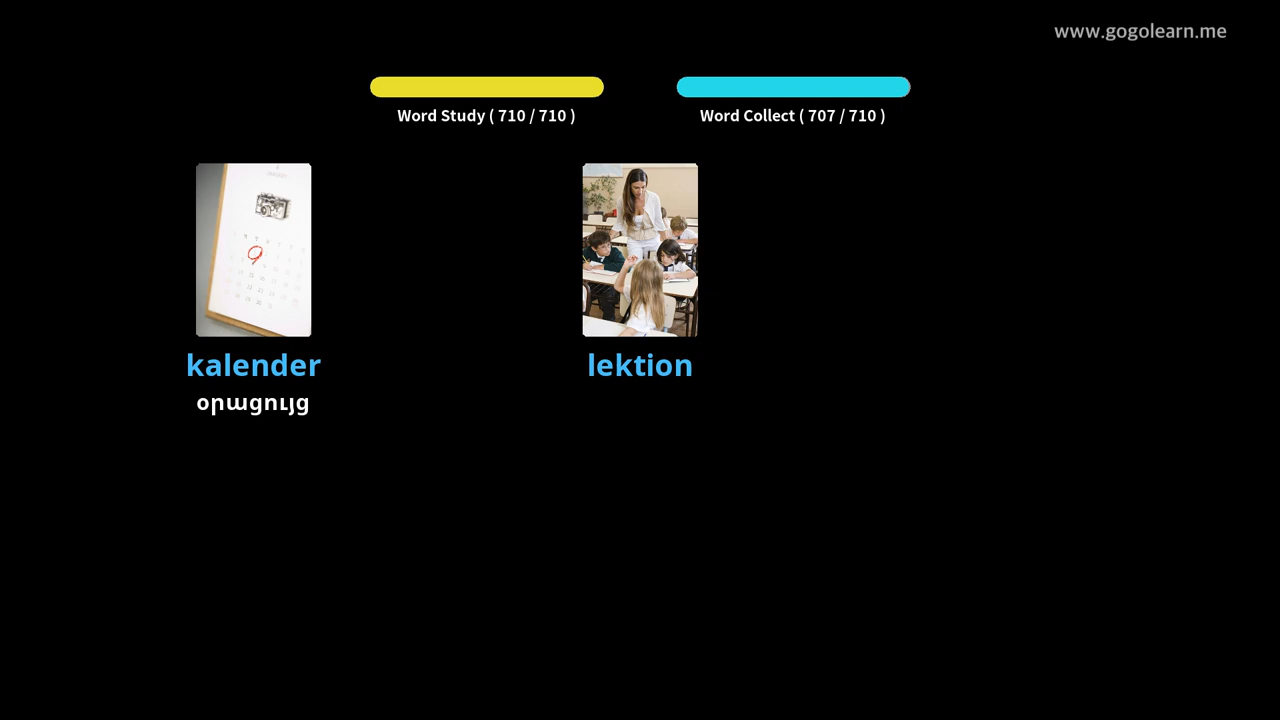 www.gogolearn.me
Word Study ( 710 / 710 )
Word Collect ( 707 / 710 )
kalender
lektion
օրացույց